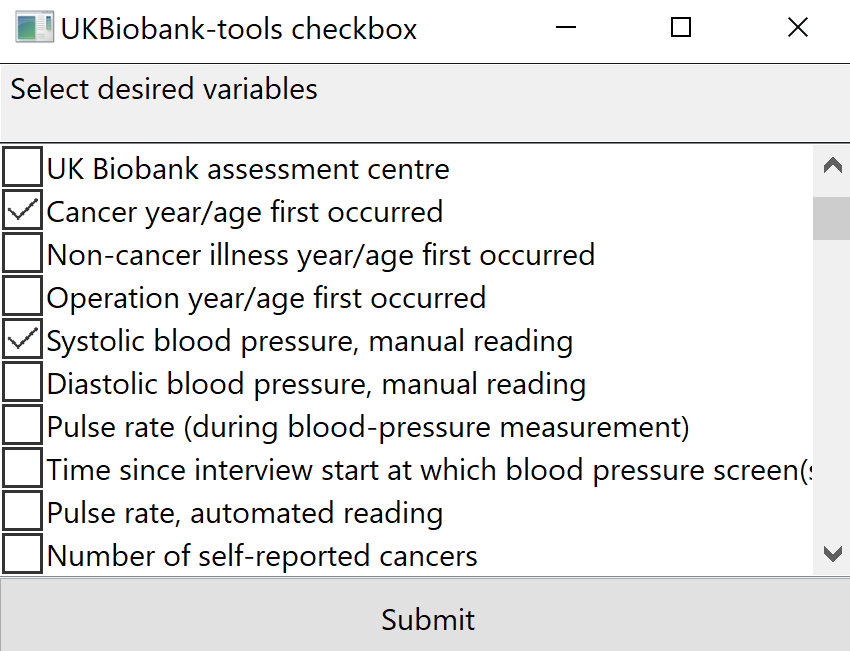 UKBiobank-tools checkbox
Select desired variables
UK Biobank assessment centre
Cancer year/age first occurred
Non-cancer illness year/age first occurred
Operation year/age first occurred
Systolic blood pressure, manual reading
Diastolic blood pressure, manual reading
Pulse rate (during blood-pressure measurement)
Time since interview start at which blood pressure screen(s
Pulse rate, automated reading
Number of self-reported cancers
Submit